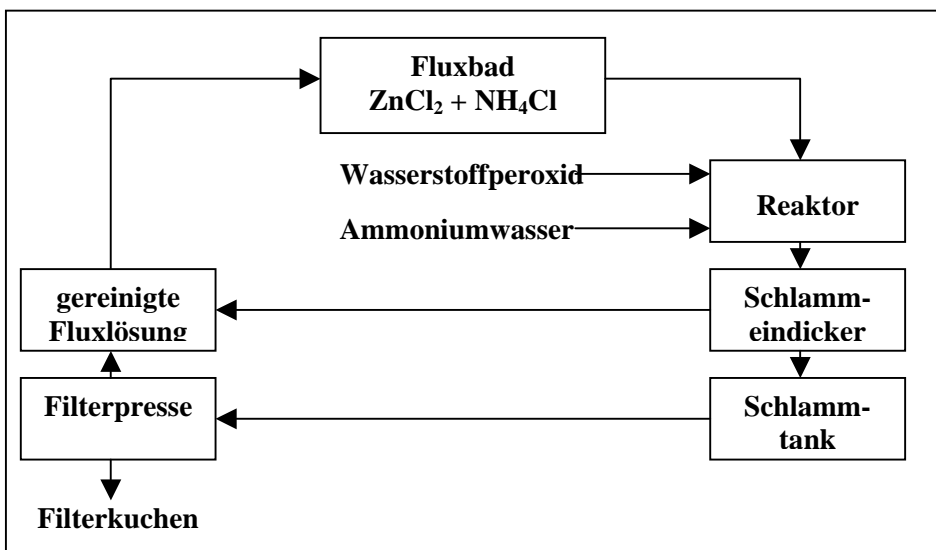 Fluxbad
ZnCl₂ + NH₄Cl
Wasserstoffperoxid
Reaktor
Ammoniumwasser
gereinigte
Fluxlösung
Schlamm-
eindicker
Filterpresse
Schlamm-
tank
Filterkuchen